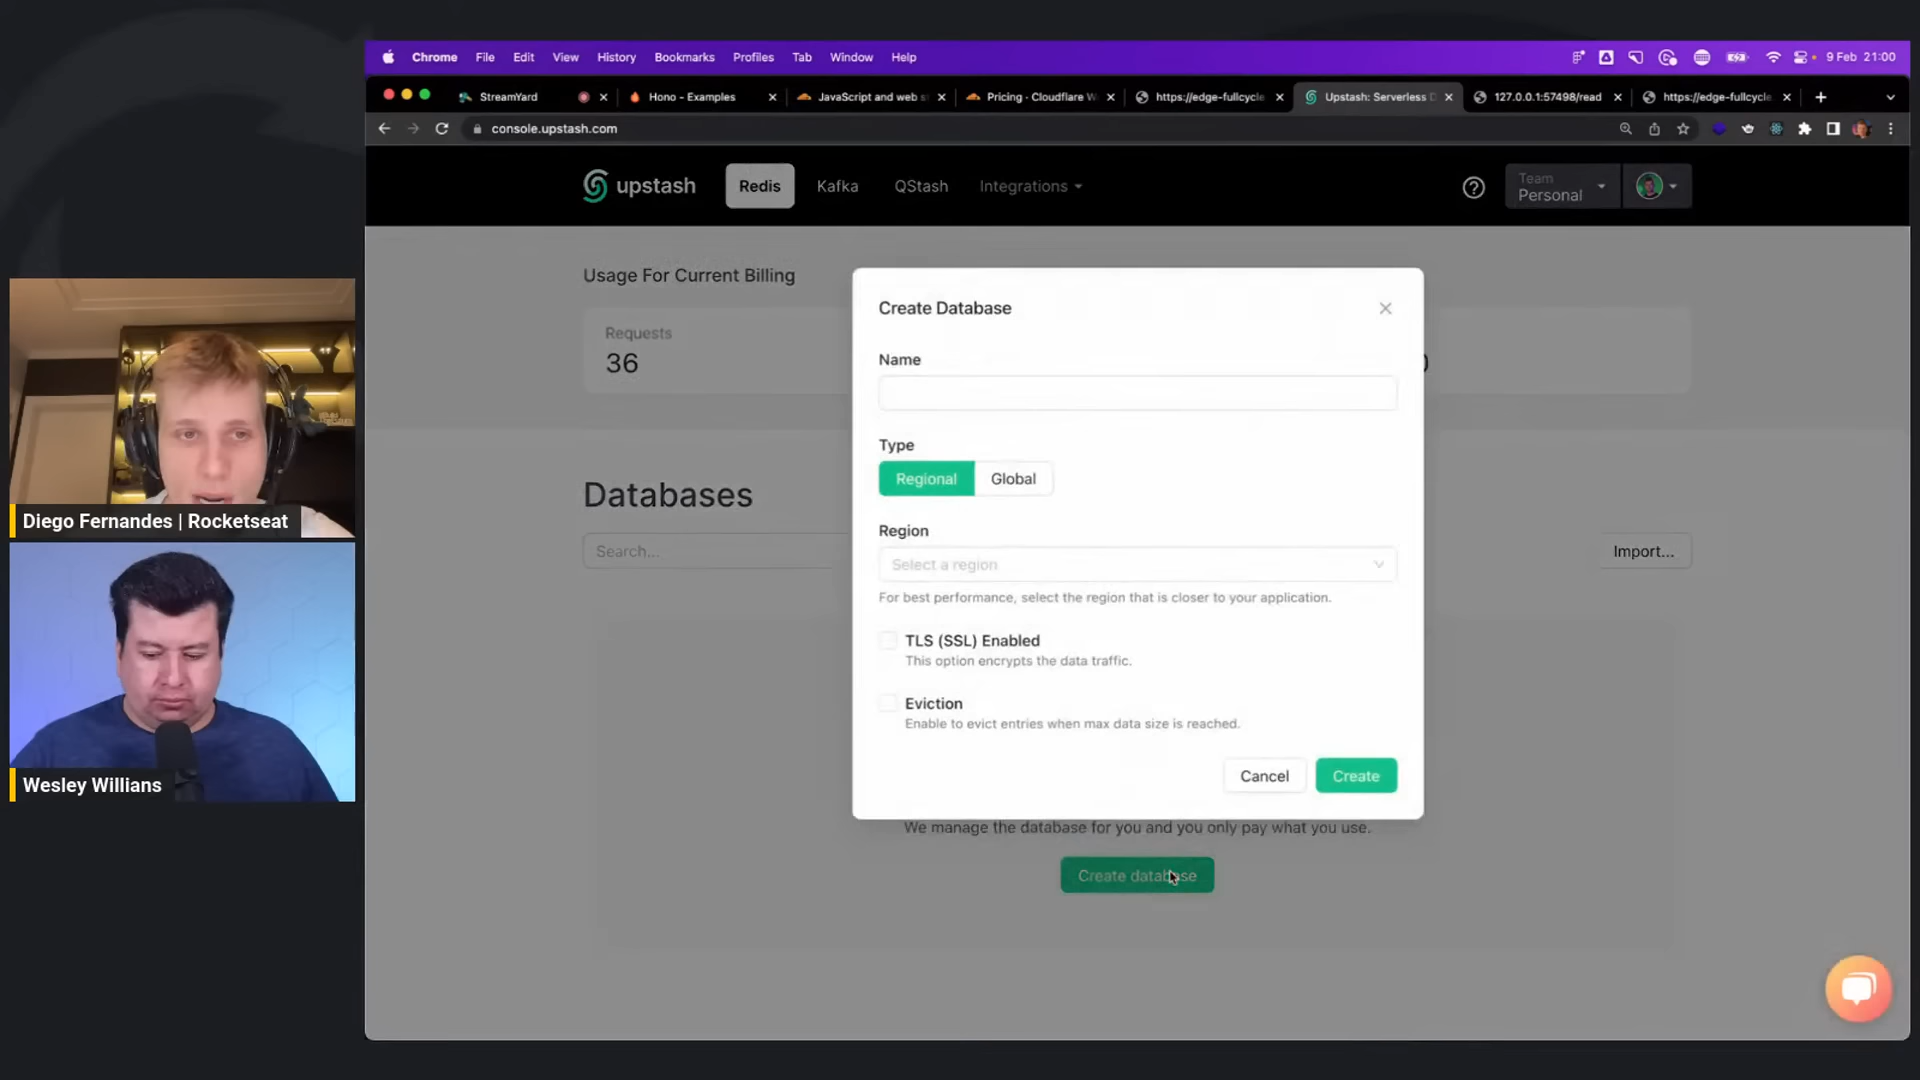 Chrome File Edit View History Bookmarks Profiles Tab Window Help 9 Feb 21:00
StreamYard Hono - Examples JavaScript and web s Pricing · Cloudflare W https://edge-fullcycle Upstash: Serverless D 127.0.0.1:57498/read https://edge-fullcycle
console.upstash.com
upstash Redis Kafka QStash Integrations Team
Personal
Usage For Current Billing
Requests
36
Databases
Search...
Import...
Create Database
Name
Type
Regional Global
Region
Select a region
For best performance, select the region that is closer to your application.
TLS (SSL) Enabled
This option encrypts the data traffic.
Eviction
Enable to evict entries when max data size is reached.
Cancel Create
We manage the database for you and you only pay what you use.
Create database
Diego Fernandes | Rocketseat
Wesley Willians